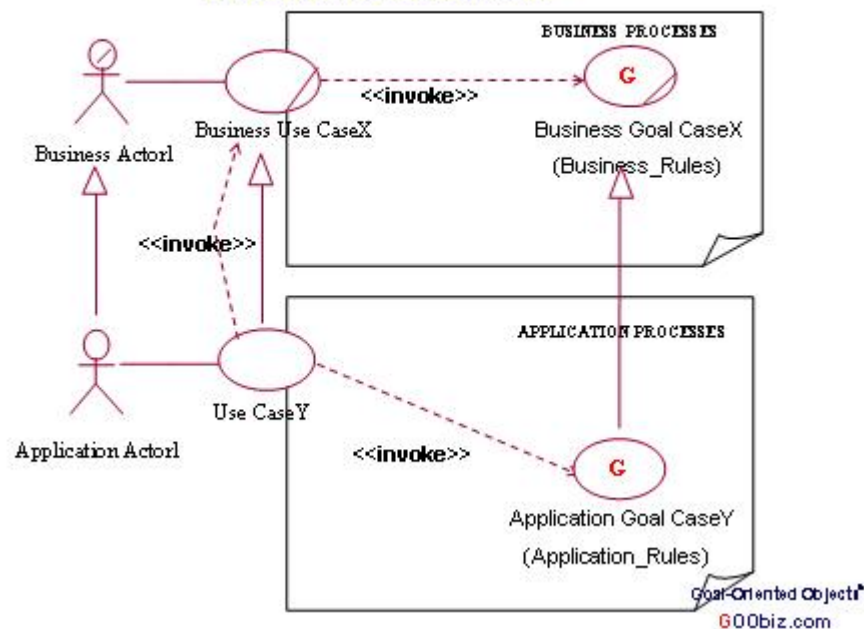 BUSINESS PROCESSES
G
<<invoke>>
Business Use CaseX
Business Goal CaseX
(Business_Rules)
Business Actor1
<<invoke>>
APPLICATION PROCESSES
Use CaseY
Application Actor1
<<invoke>>
G
Application Goal CaseY
(Application_Rules)
Goal-Oriented Objects
GOObiz.com